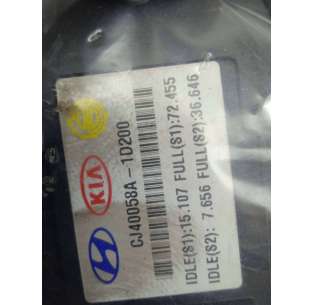 KIA
CJ40058A-1D200
IDLE(S1):15.107 FULL(S1):72.455
IDLE(S2): 7.656 FULL(S2):36.646